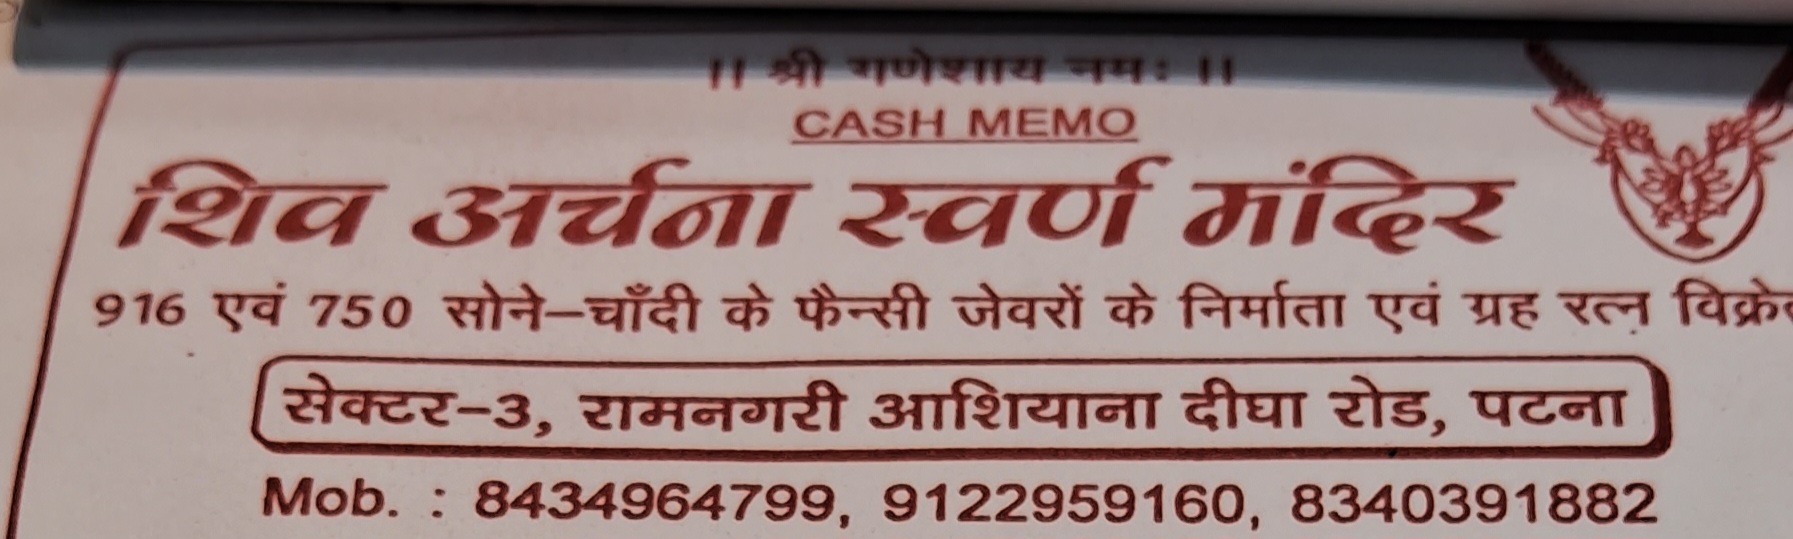 ।। श्री गणेशाय नमः ।।
CASH MEMO
शिव अर्चना स्वर्ण मंदिर
916 एवं 750 सोने-चाँदी के फैन्सी जेवरों के निर्माता एवं ग्रह रत्न
सेक्टर-3, रामनगरी आशियाना दीघा रोड, पटना
Mob. : 8434964799, 9122959160, 8340391882